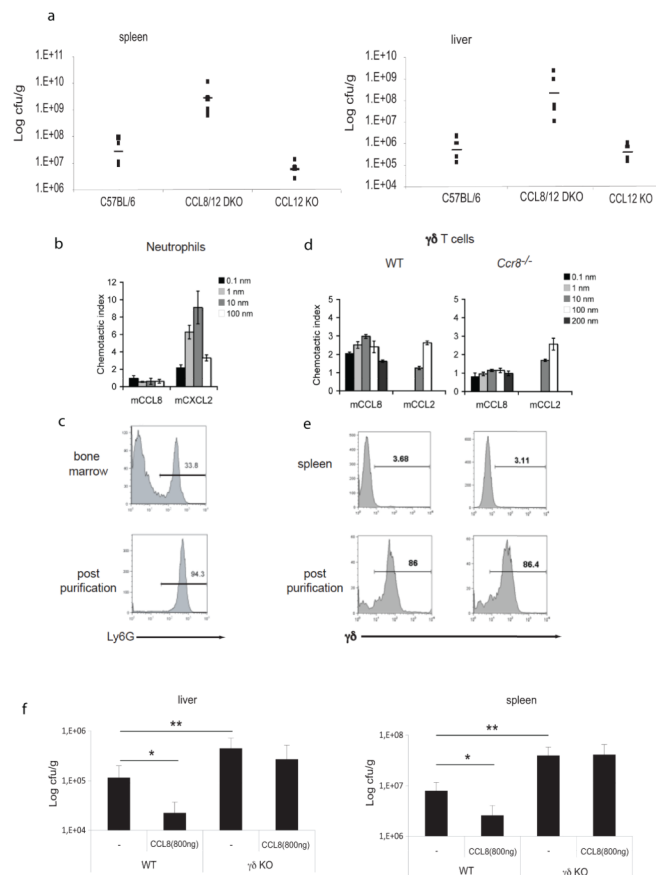 a
spleen
liver
Log cfu/g
1.E+11
1.E+10
1.E+09
1.E+08
1.E+07
1.E+06
C57BL/6 CCL8/12 DKO CCL12 KO
Log cfu/g
1.E+10
1.E+09
1.E+08
1.E+07
1.E+06
1.E+05
1.E+04
C57BL/6 CCL8/12 DKO CCL12 KO
b
Neutrophils
Chemotactic index
12
10
8
6
4
2
0
0.1 nm
1 nm
10 nm
100 nm
mCCL8 mCXCL2
d
γδ T cells
WT
Ccr8-/-
Chemotactic index
5
4
3
2
1
0
mCCL8 mCCL2
5
4
3
2
1
0
0.1 nm
1 nm
10 nm
100 nm
200 nm
mCCL8 mCCL2
c
bone
marrow
33.8
post
purification
94.3
Ly6G
e
spleen
3.68
3.11
post
purification
86
86.4
γδ
f
liver
Log cfu/g
1,E+06
1,E+05
1,E+04
**
*
- CCL8(800ng) - CCL8(800ng)
WT γδ KO
spleen
Log cfu/g
1,E+08
1,E+07
1,E+06
**
*
- CCL8(800ng) - CCL8(800ng)
WT γδ KO